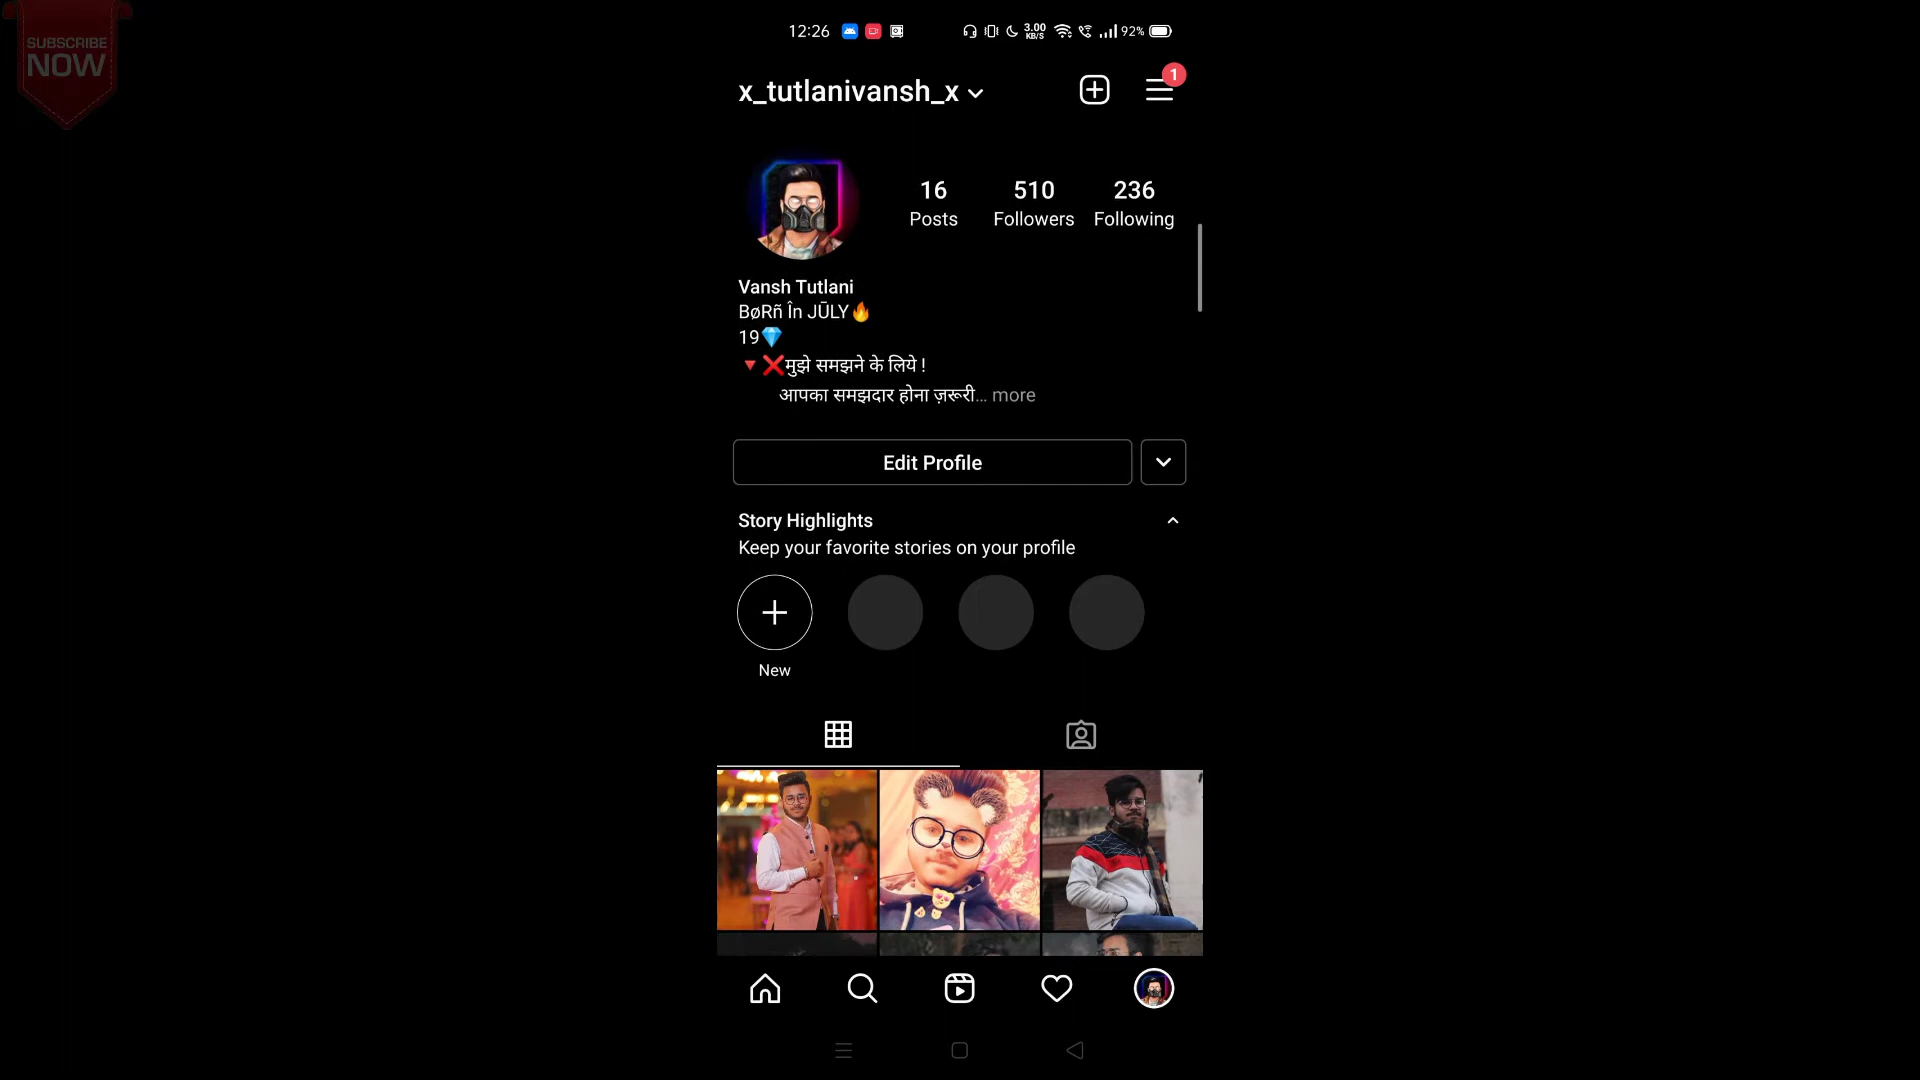 SUBSCRIBE
NOW
12:26 3.00 KB/S 92%
x_tutlanivansh_x
1
16 510 236
Posts Followers Following
Vansh Tutlani
BøRñ În JŪLY🔥
19💎
🔻❌मुझे समझने के लिये !
आपका समझदार होना ज़रूरी... more
Edit Profile
Story Highlights
Keep your favorite stories on your profile
New